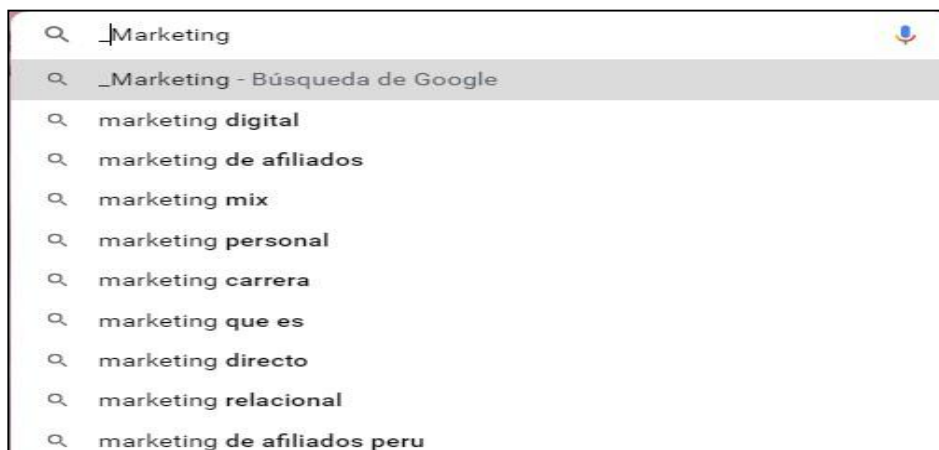 _Marketing
_Marketing - Búsqueda de Google
marketing digital
marketing de afiliados
marketing mix
marketing personal
marketing carrera
marketing que es
marketing directo
marketing relacional
marketing de afiliados peru